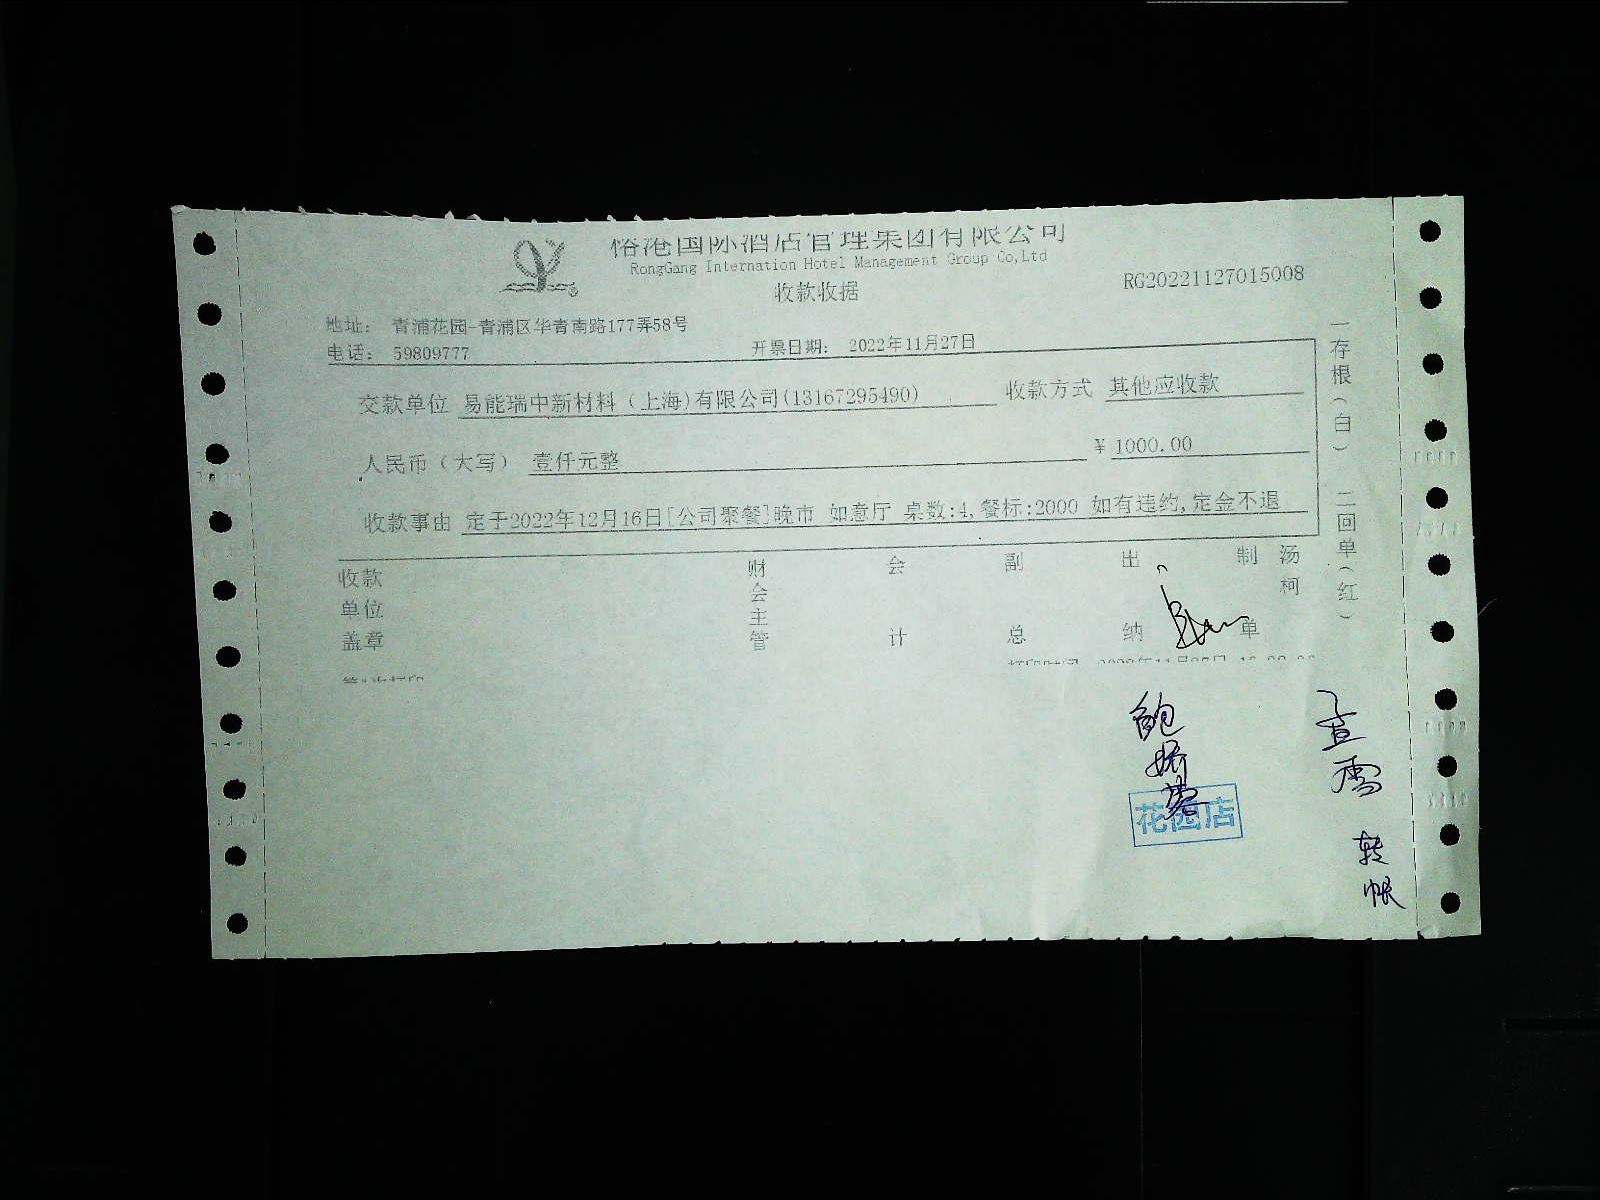 俗港国际酒店管理集团有限公司
RongGang Internation Hotel Management Group Co,Ltd
收款收据
RG20221127015008
地址： 青浦花园-青浦区华青南路177弄58号
电话： 59809777 开票日期： 2022年11月27日
交款单位 易能瑞中新材料（上海)有限公司(13167295490) 收款方式 其他应收款
人民币（大写） 壹仟元整 ￥1000.00
收款事由 定于2022年12月16日[公司聚餐]晚市 如意厅 桌数:4,餐标:2000 如有违约,定金不退
收款单位盖章 财会主管 会计 副总 出纳 制单 汤柯
一存根（白） 二回单（红）
花园店
转帐